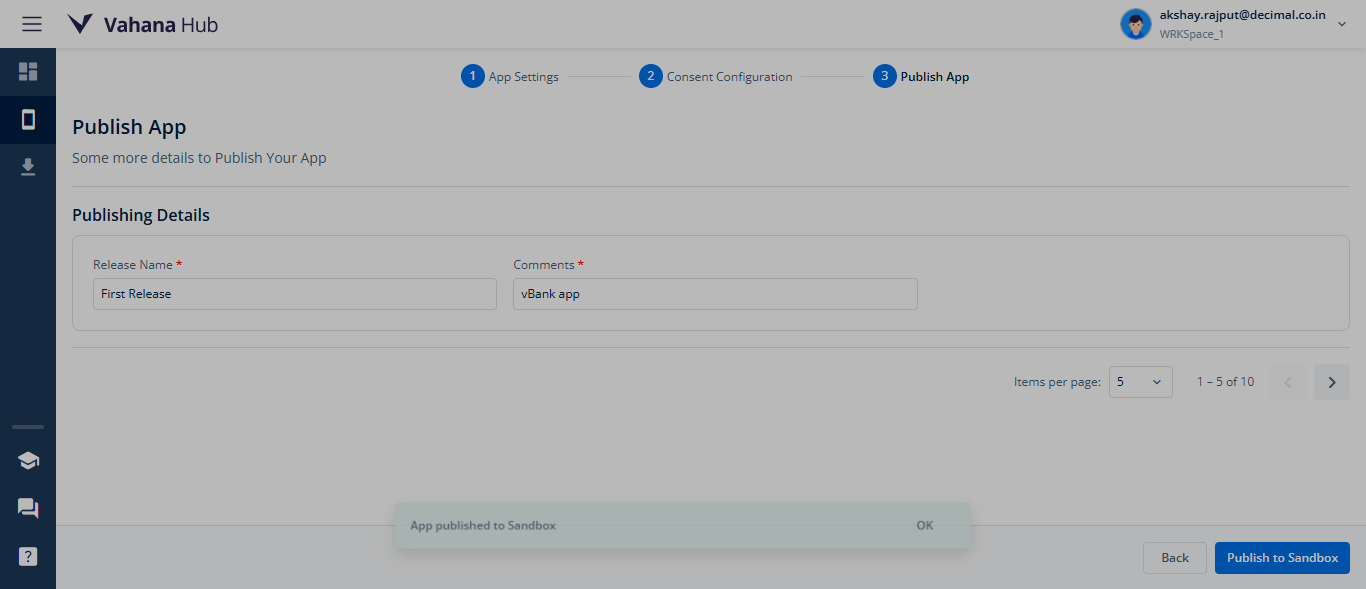 Vahana Hub
akshay.rajput@decimal.co.in
WRKSpace_1
1 App Settings
2 Consent Configuration
3 Publish App
Publish App
Some more details to Publish Your App
Publishing Details
Release Name *
Comments *
First Release
vBank app
Items per page: 5
1 – 5 of 10
App published to Sandbox
OK
?
Back
Publish to Sandbox